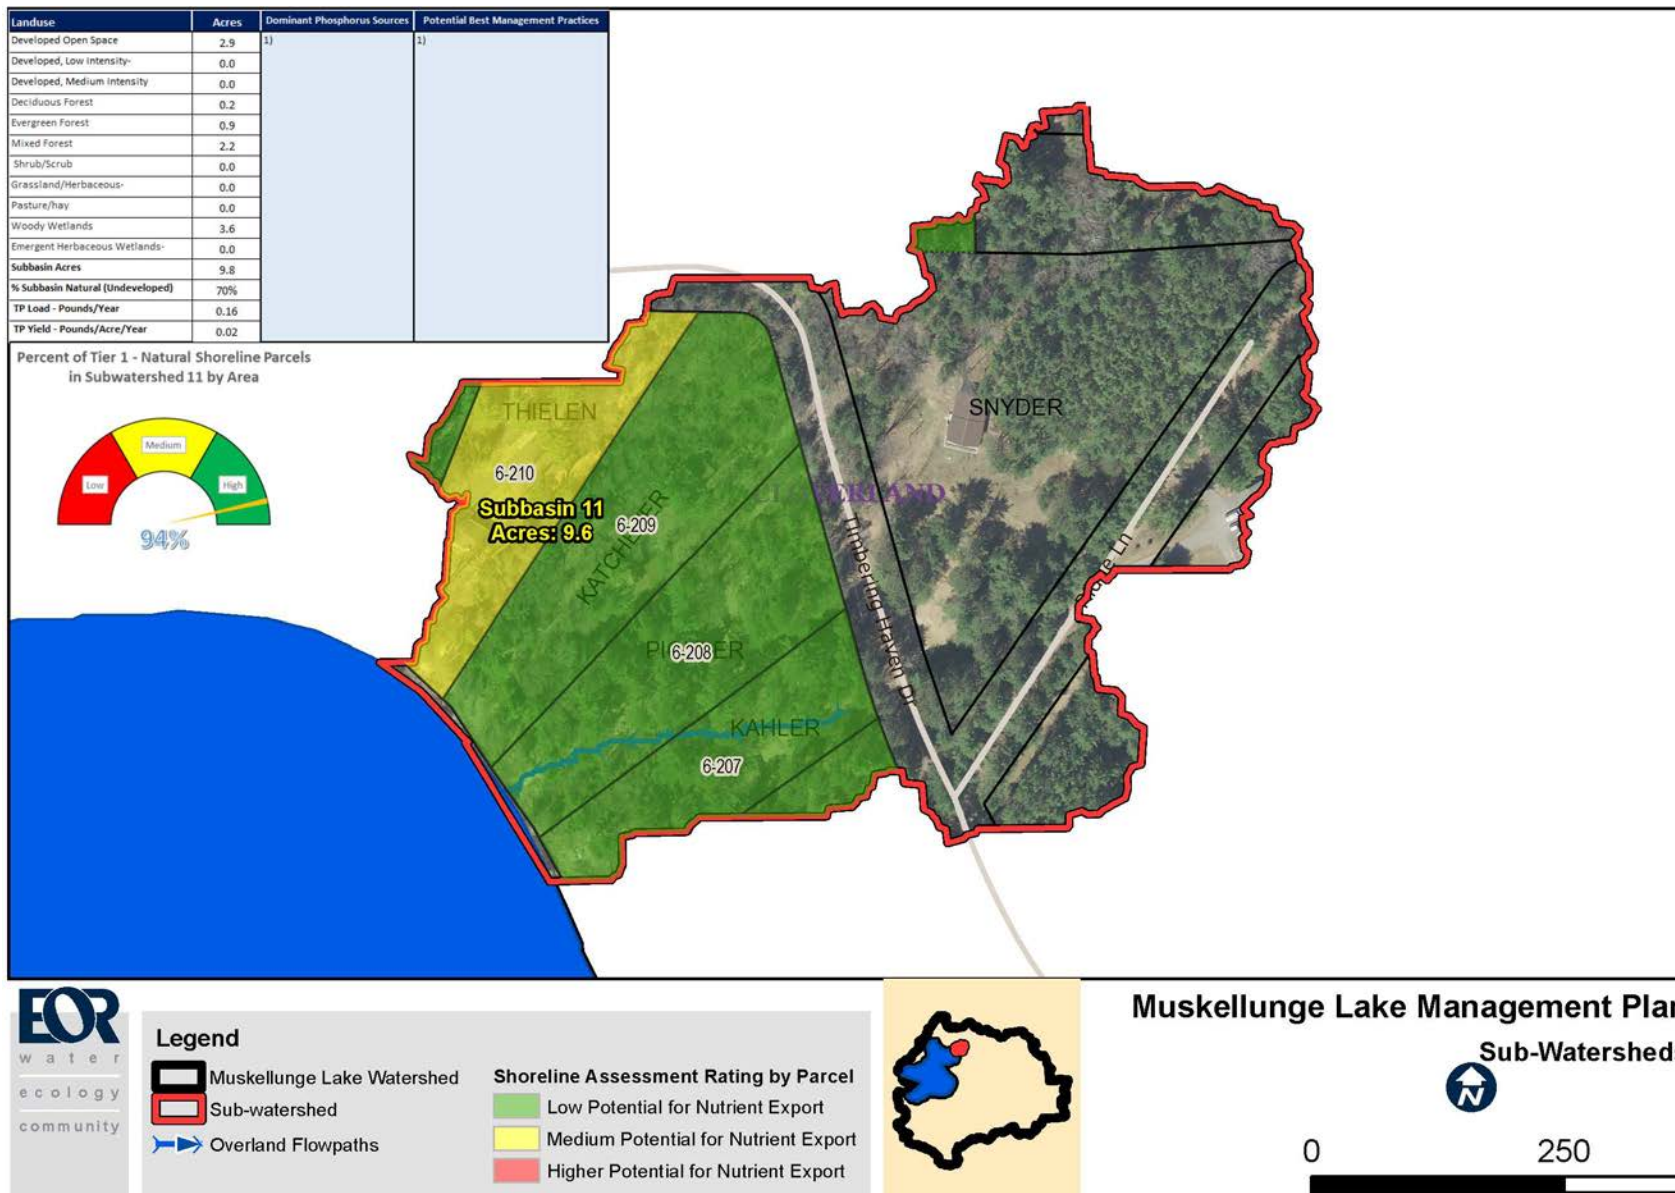 Landuse Acres Dominant Phosphorus Sources Potential Best Management Practices
Developed Open Space 2.9 1) 1)
Developed, Low Intensity- 0.0
Developed, Medium Intensity 0.0
Deciduous Forest 0.2
Evergreen Forest 0.9
Mixed Forest 2.2
Shrub/Scrub 0.0
Grassland/Herbaceous- 0.0
Pasture/hay 0.0
Woody Wetlands 3.6
Emergent Herbaceous Wetlands- 0.0
Subbasin Acres 9.8
% Subbasin Natural (Undeveloped) 70%
TP Load - Pounds/Year 0.16
TP Yield - Pounds/Acre/Year 0.02
Percent of Tier 1 - Natural Shoreline Parcels
in Subwatershed 11 by Area
Low
Medium
High
94%
THIELEN
6-210
Subbasin 11
Acres: 9.6
6-209
6-208
KAHLER
6-207
SNYDER
Timbering Haven Dr
Ln
EOR
water
ecology
community
Legend
Muskellunge Lake Watershed
Sub-watershed
Overland Flowpaths
Shoreline Assessment Rating by Parcel
Low Potential for Nutrient Export
Medium Potential for Nutrient Export
Higher Potential for Nutrient Export
Muskellunge Lake Management Plan
Sub-Watersheds
N
0 250